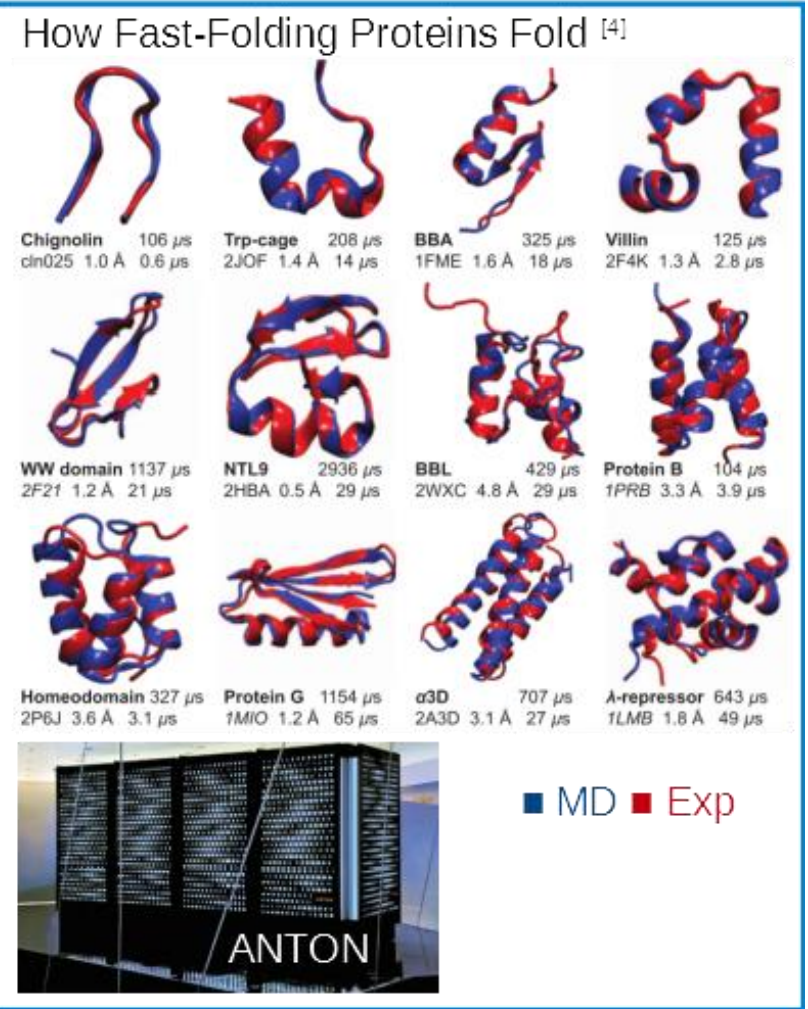 How Fast-Folding Proteins Fold [4]
Chignolin 106 µs
cln025 1.0 Å 0.6 µs
Trp-cage 208 µs
2JOF 1.4 Å 14 µs
BBA 325 µs
1FME 1.6 Å 18 µs
Villin 125 µs
2F4K 1.3 Å 2.8 µs
WW domain 1137 µs
2F21 1.2 Å 21 µs
NTL9 2936 µs
2HBA 0.5 Å 29 µs
BBL 429 µs
2WXC 4.8 Å 29 µs
Protein B 104 µs
1PRB 3.3 Å 3.9 µs
Homeodomain 327 µs
2P6J 3.6 Å 3.1 µs
Protein G 1154 µs
1MIO 1.2 Å 65 µs
α3D 707 µs
2A3D 3.1 Å 27 µs
λ-repressor 643 µs
1LMB 1.8 Å 49 µs
MD Exp
ANTON